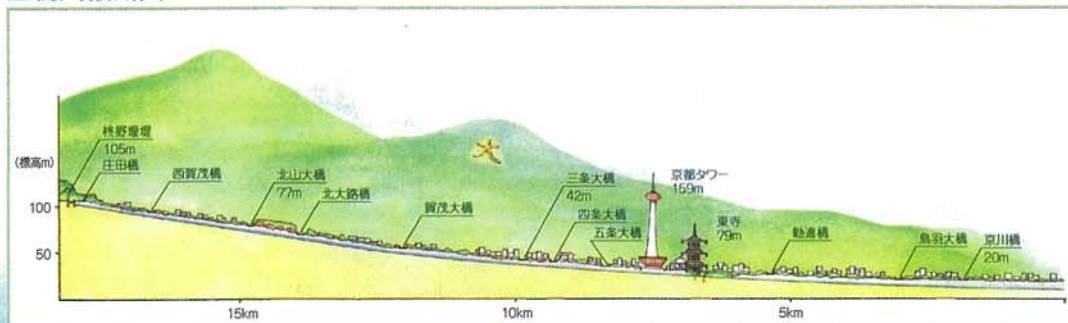 柊野堰堤
105m
庄田橋
西賀茂橋
北山大橋
77m
北大路橋
賀茂大橋
大
三条大橋
42m
四条大橋
五条大橋
京都タワー
159m
東寺
79m
勧進橋
鳥羽大橋
京川橋
20m
(標高m)
100
50
15km
10km
5km